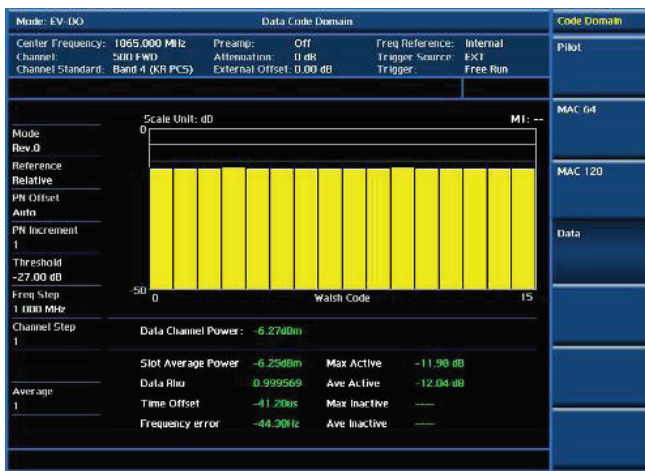 Mode: EV-DO Data Code Domain Code Domain
Center Frequency: 1065.000 MHz Preamp: Off Freq Reference: Internal
Channel: 500 FWD Attenuation: 0 dB Trigger Source: EXT
Channel Standard: Band 4 (KR PCS) External Offset: 0.00 dB Trigger: Free Run
Pilot
MAC 64
MAC 128
Data
Scale Unit: dB M1: --
0
-50
0 Walsh Code 15
Mode
Rev.0
Reference
Relative
PN Offset
Auto
PN Increment
1
Threshold
-27.00 dB
Freq Step
1.000 MHz
Channel Step
1
Average
1
Data Channel Power: -6.27dBm
Slot Average Power -6.25dBm Max Active -11.98 dB
Data Rho 0.999569 Ave Active -12.04 dB
Time Offset -41.20us Max Inactive ----
Frequency error -44.30Hz Ave Inactive ----